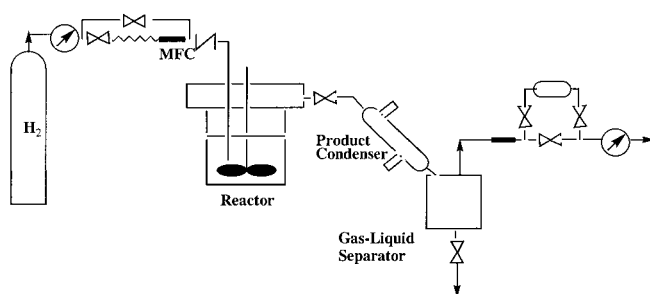 MFC
H2
Product
Condenser
Reactor
Gas-Liquid
Separator